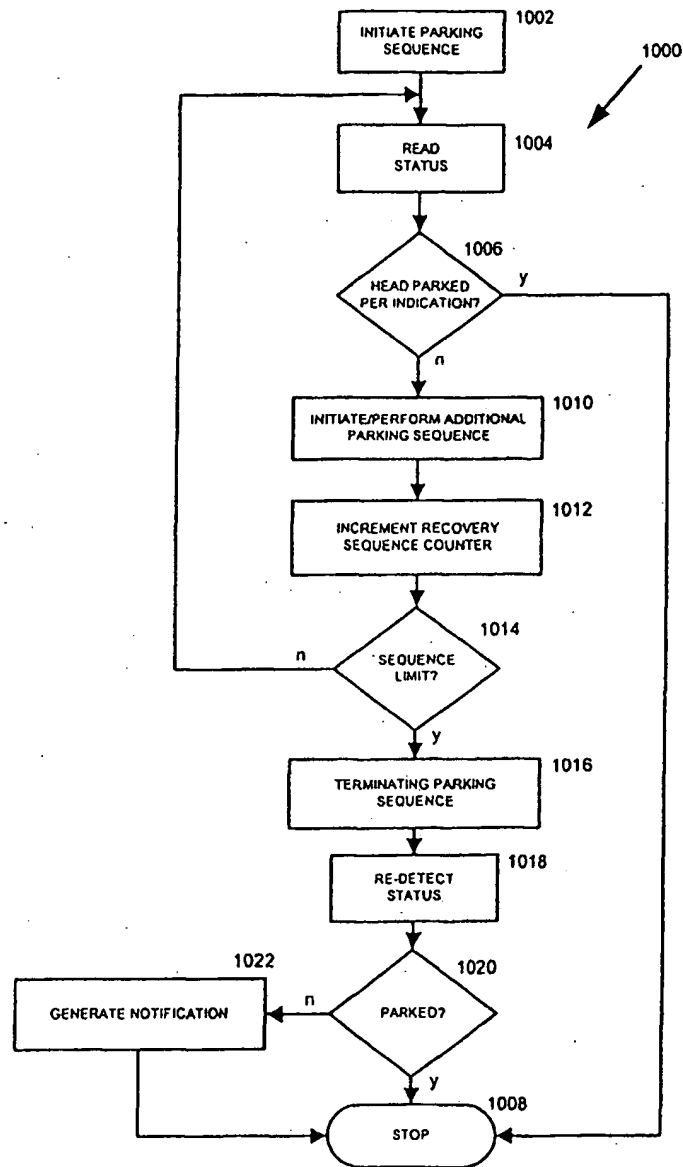 1002
INITIATE PARKING
SEQUENCE
1000
READ
STATUS
1004
1006
HEAD PARKED
PER INDICATION?
y
n
1010
INITIATE/PERFORM ADDITIONAL
PARKING SEQUENCE
1012
INCREMENT RECOVERY
SEQUENCE COUNTER
1014
n
SEQUENCE
LIMIT?
y
1016
TERMINATING PARKING
SEQUENCE
1018
RE-DETECT
STATUS
1022
1020
GENERATE NOTIFICATION
n
PARKED?
y
1008
STOP